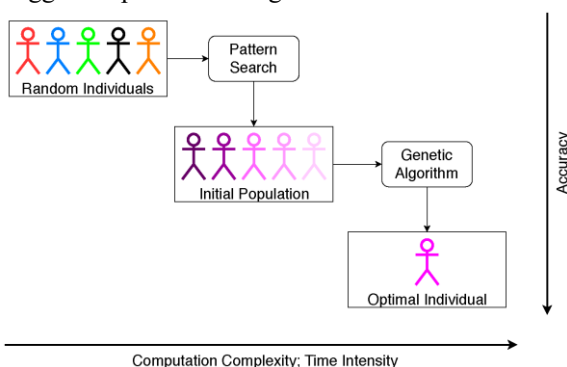 Pattern
Search
Random Individuals
Initial Population
Genetic
Algorithm
Optimal Individual
Accuracy
Computation Complexity; Time Intensity